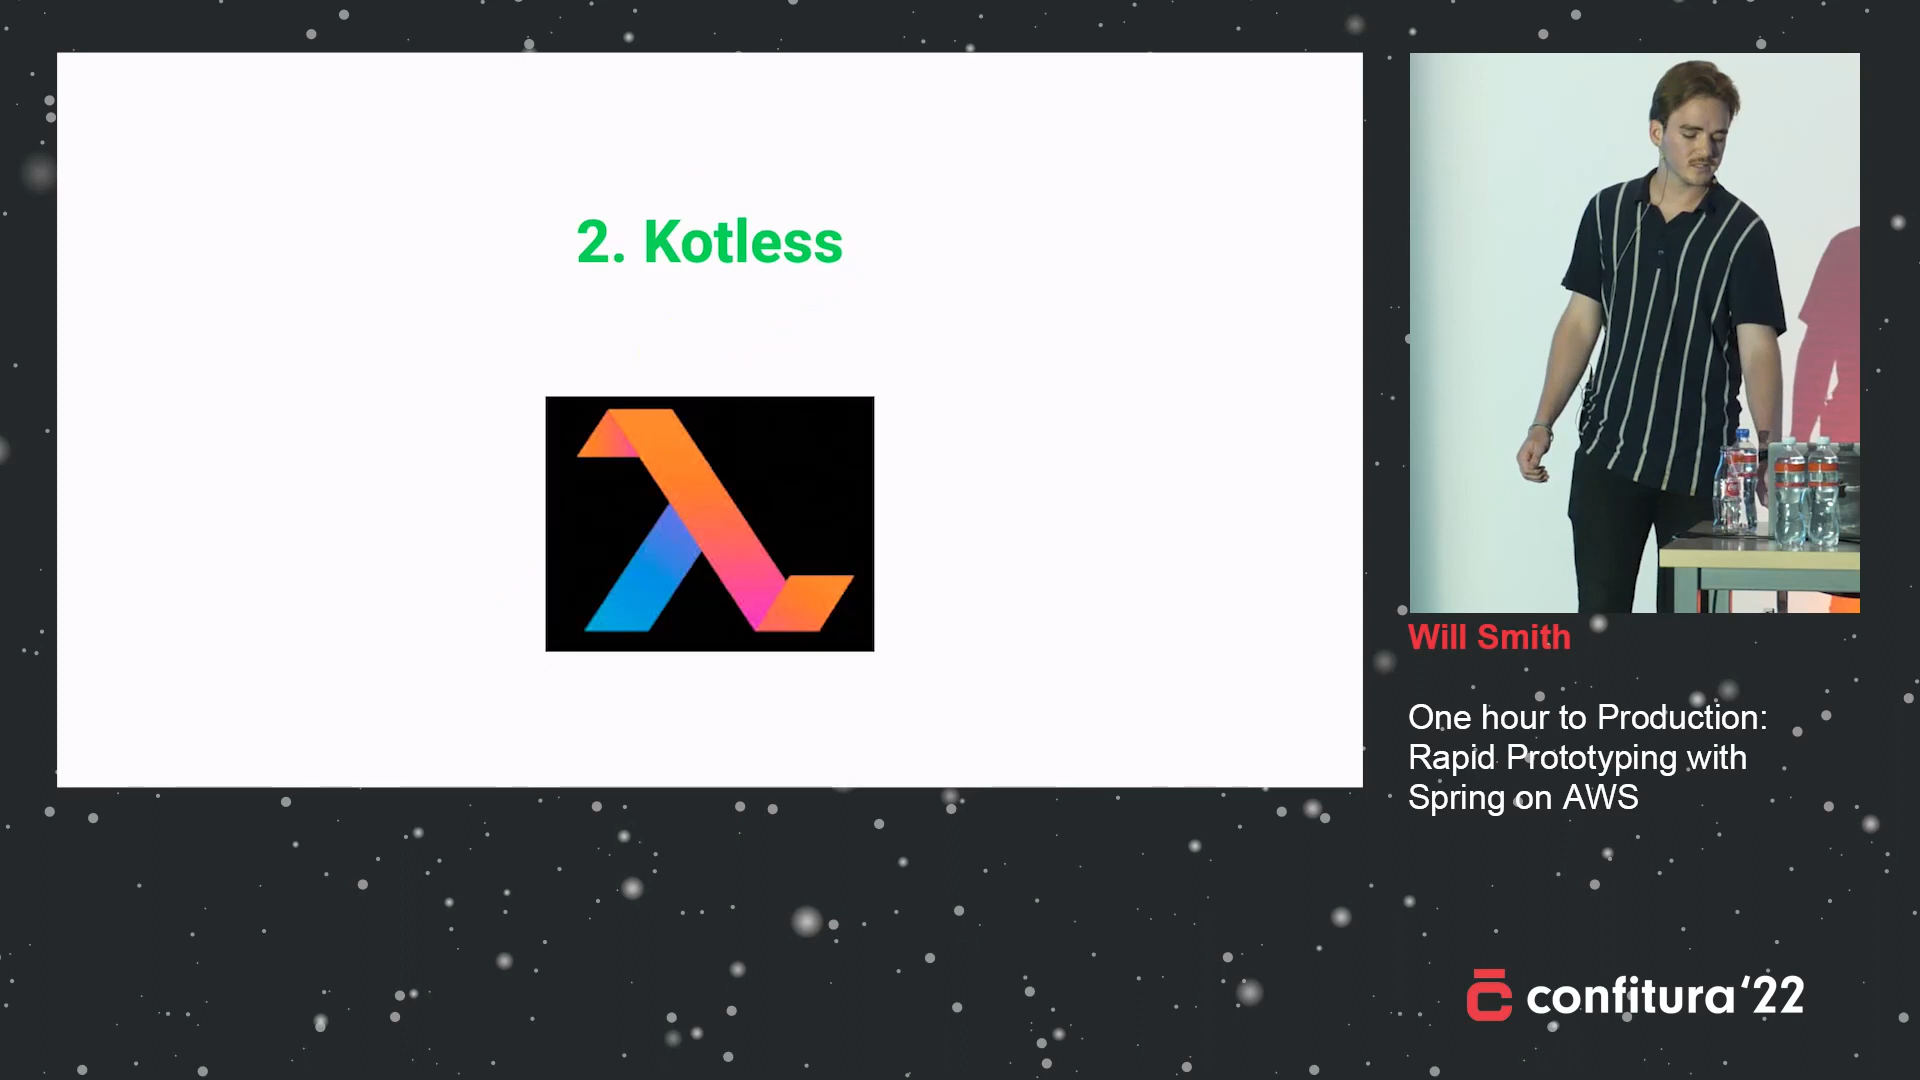 2. Kotless
Will Smith
One hour to Production:
Rapid Prototyping with
Spring on AWS
confitura‘22